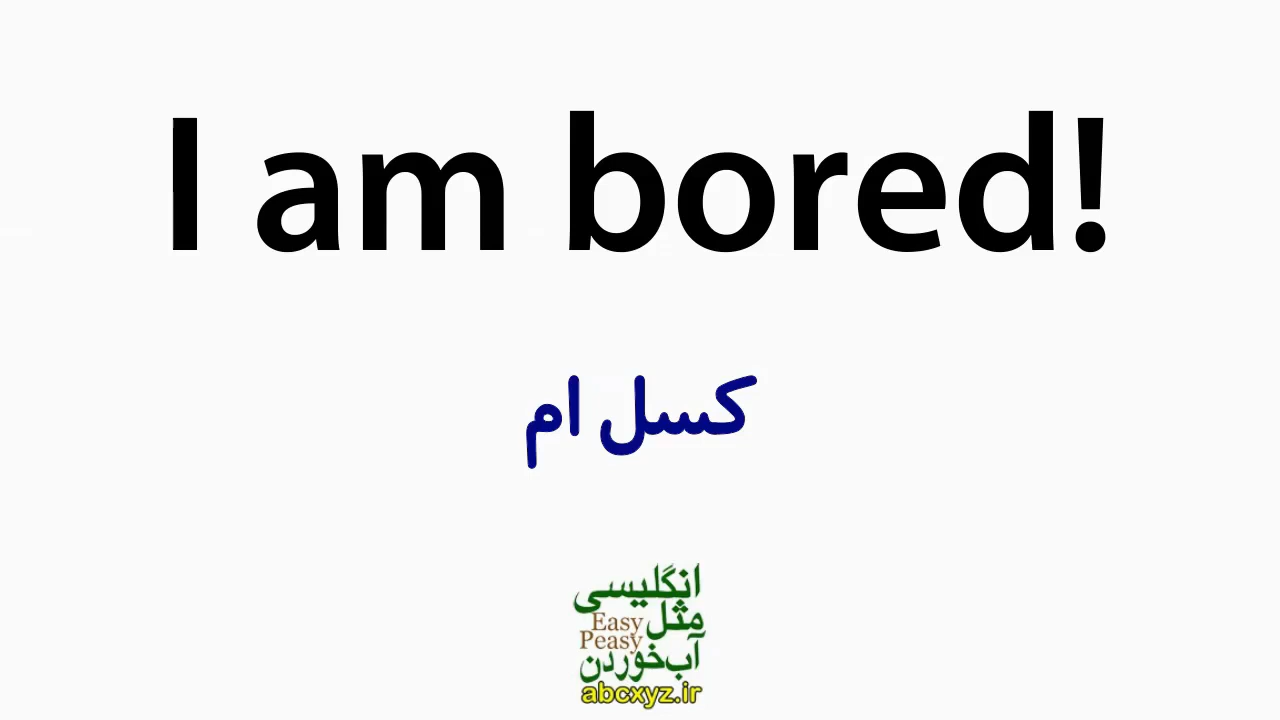 I am bored!
کسل ام
انگلیسی
مثل Easy
Peasy
آب‌خوردن
abcxyz.ir